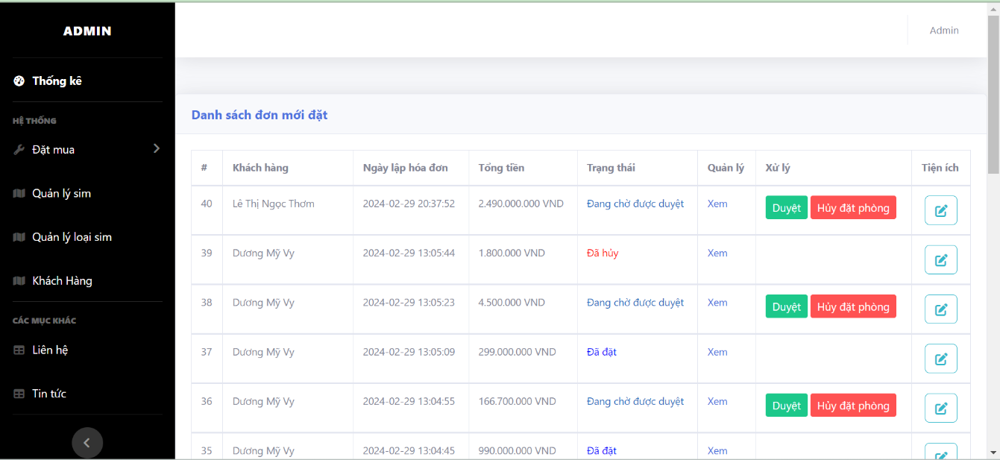 ADMIN
Admin
Thống kê
Danh sách đơn mới đặt
HỆ THỐNG
Đặt mua
Quản lý sim
Quản lý loại sim
Khách Hàng
CÁC MỤC KHÁC
Liên hệ
Tin tức
# Khách hàng Ngày lập hóa đơn Tổng tiền Trạng thái Quản lý Xử lý Tiện ích
40 Lê Thị Ngọc Thơm 2024-02-29 20:37:52 2.490.000.000 VND Đang chờ được duyệt Xem Duyệt Hủy đặt phòng
39 Dương Mỹ Vy 2024-02-29 13:05:44 1.800.000 VND Đã hủy Xem
38 Dương Mỹ Vy 2024-02-29 13:05:23 4.500.000 VND Đang chờ được duyệt Xem Duyệt Hủy đặt phòng
37 Dương Mỹ Vy 2024-02-29 13:05:09 299.000.000 VND Đã đặt Xem
36 Dương Mỹ Vy 2024-02-29 13:04:55 166.700.000 VND Đang chờ được duyệt Xem Duyệt Hủy đặt phòng
35 Dương Mỹ Vy 2024-02-29 13:04:45 990.000.000 VND Đã đặt Xem